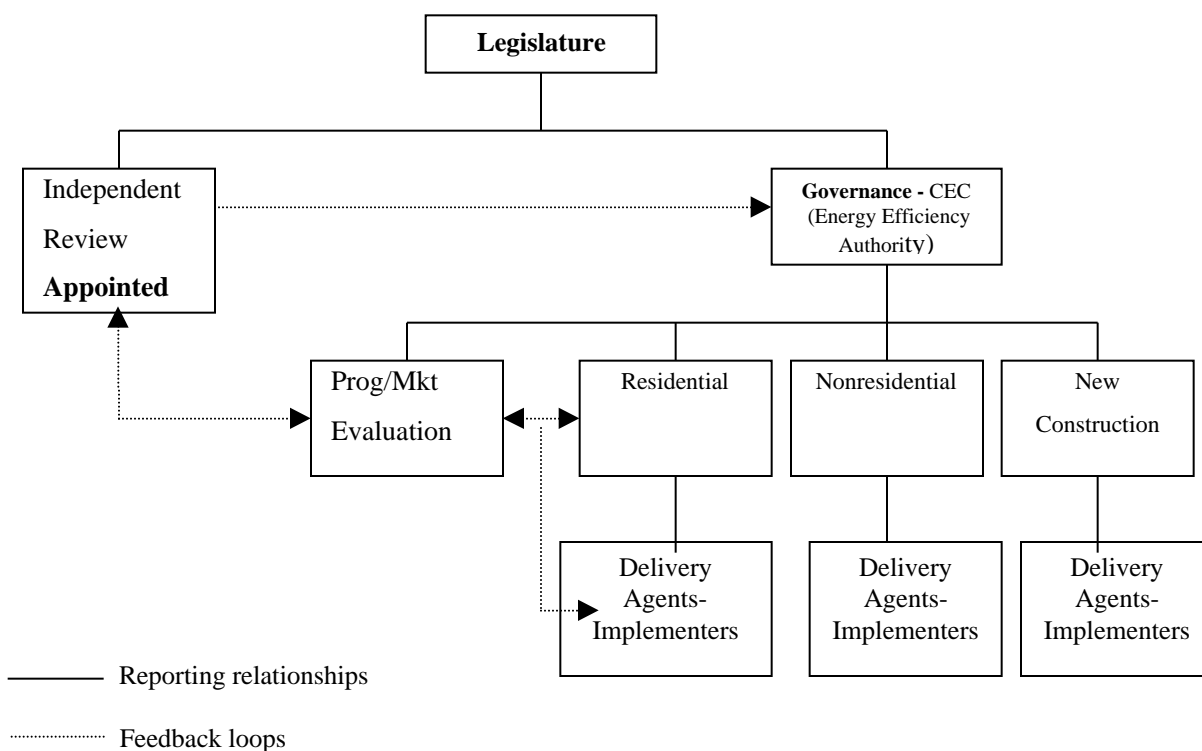 Legislature
Independent
Review
Appointed
Governance - CEC
(Energy Efficiency
Authority)
Prog/Mkt
Evaluation
Residential
Nonresidential
New
Construction
Delivery
Agents-
Implementers
Delivery
Agents-
Implementers
Delivery
Agents-
Implementers
Reporting relationships
Feedback loops